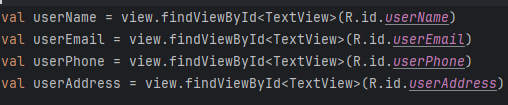 val userName = view.findViewById<TextView>(R.id.userName)
val userEmail = view.findViewById<TextView>(R.id.userEmail)
val userPhone = view.findViewById<TextView>(R.id.userPhone)
val userAddress = view.findViewById<TextView>(R.id.userAddress)